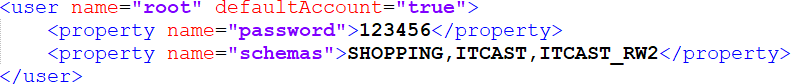 <user name="root" defaultAccount="true">
<property name="password">123456</property>
<property name="schemas">SHOPPING,ITCAST,ITCAST_RW2</property>
</user>